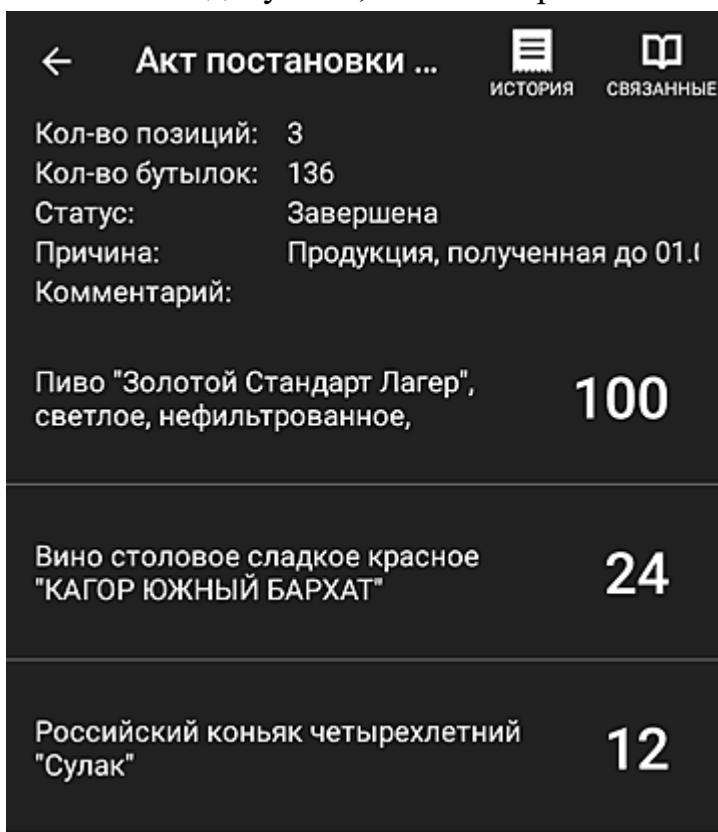 ← Акт постановки ...
ИСТОРИЯ
СВЯЗАННЫЕ
Кол-во позиций: 3
Кол-во бутылок: 136
Статус: Завершена
Причина: Продукция, полученная до 01.
Комментарий:
Пиво "Золотой Стандарт Лагер",
светлое, нефильтрованное,
100
Вино столовое сладкое красное
"КАГОР ЮЖНЫЙ БАРХАТ"
24
Российский коньяк четырехлетний
"Сулак"
12